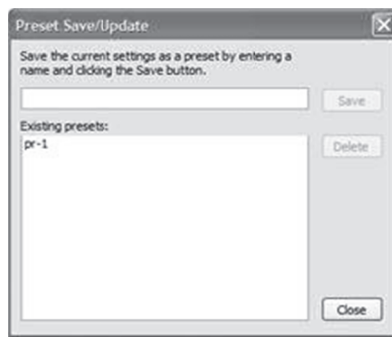 Preset Save/Update
Save the current settings as a preset by entering a
name and clicking the Save button.
Save
Existing presets:
pr-1
Delete
Close